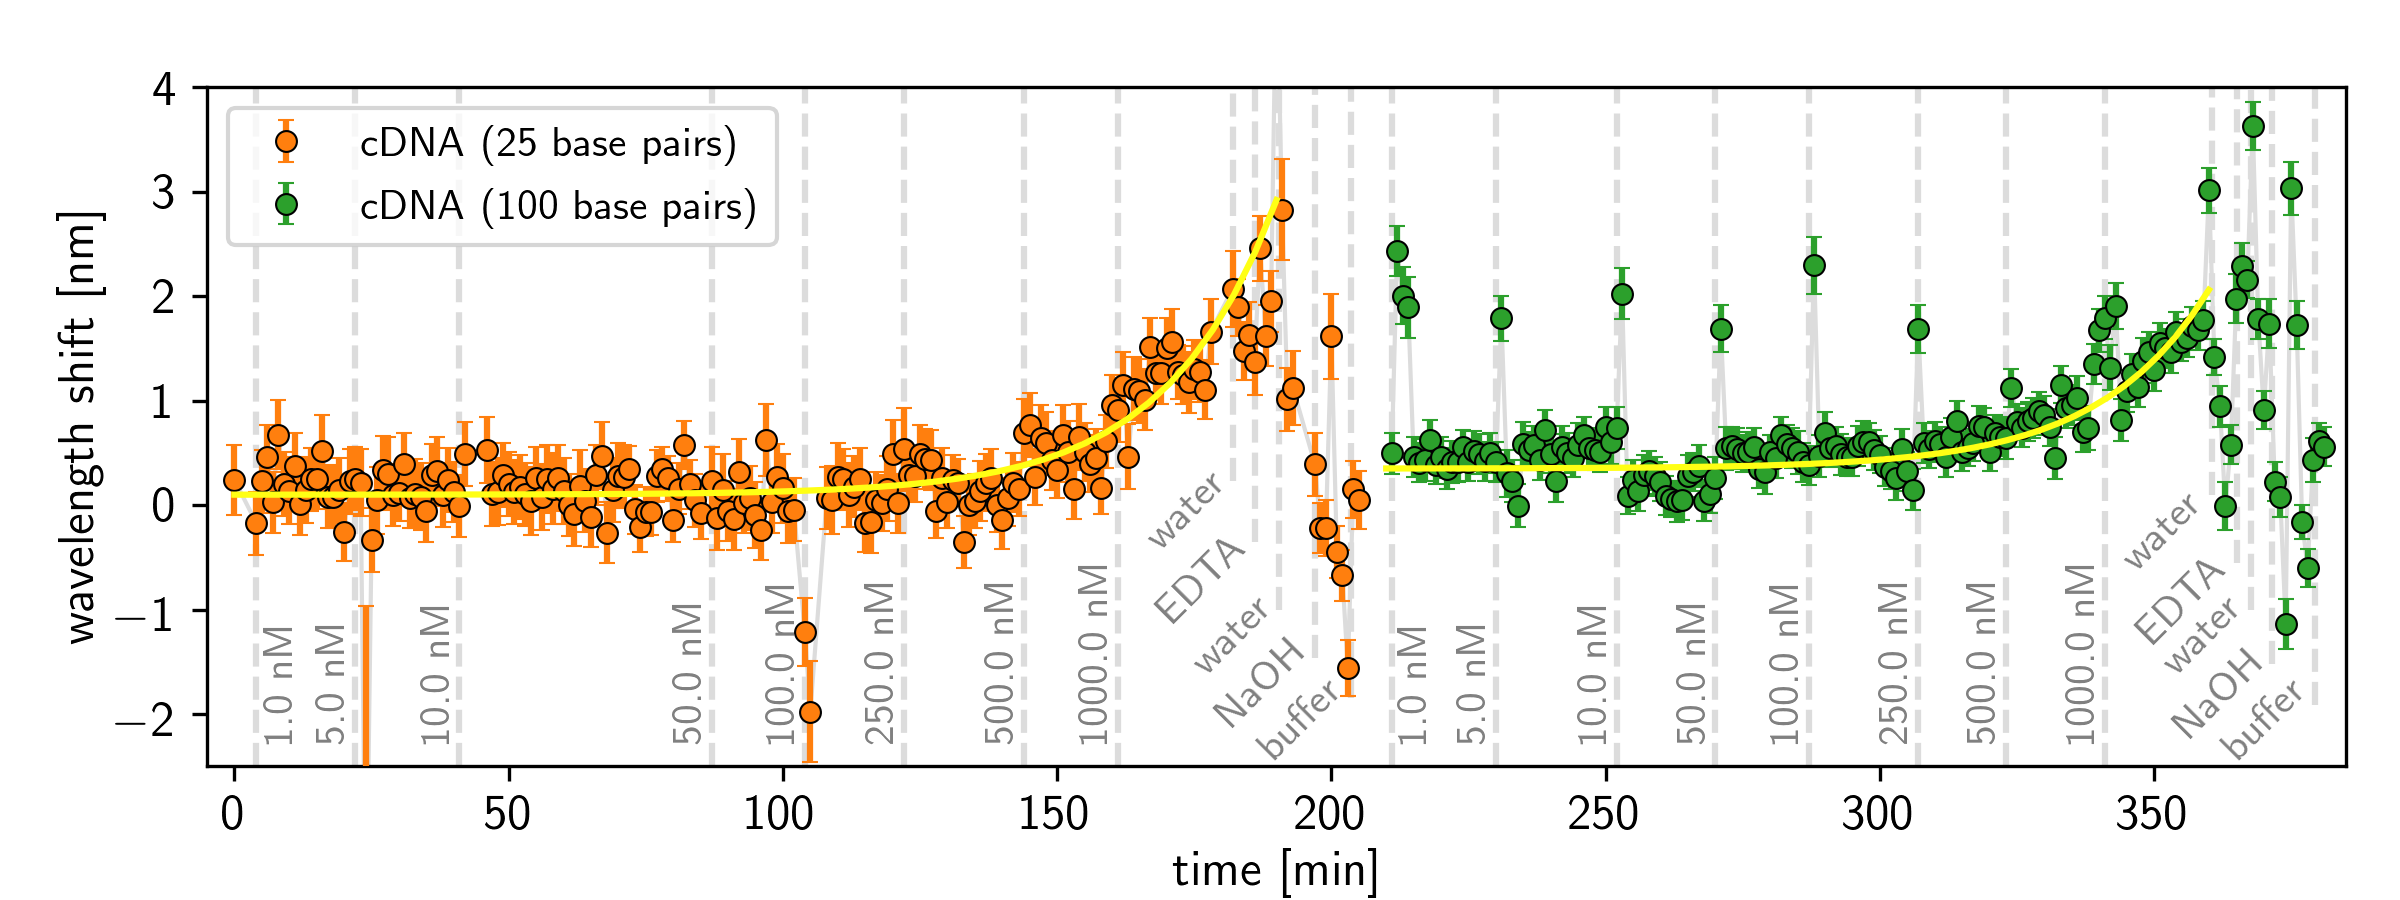 4
3
2
1
0
−1
−2
wavelength shift [nm]
cDNA (25 base pairs)
cDNA (100 base pairs)
1.0 nM
5.0 nM
10.0 nM
50.0 nM
100.0 nM
250.0 nM
500.0 nM
1000.0 nM
water
EDTA
water
NaOH
buffer
1.0 nM
5.0 nM
10.0 nM
50.0 nM
100.0 nM
250.0 nM
500.0 nM
1000.0 nM
water
EDTA
water
NaOH
buffer
0
50
100
150
200
250
300
350
time [min]